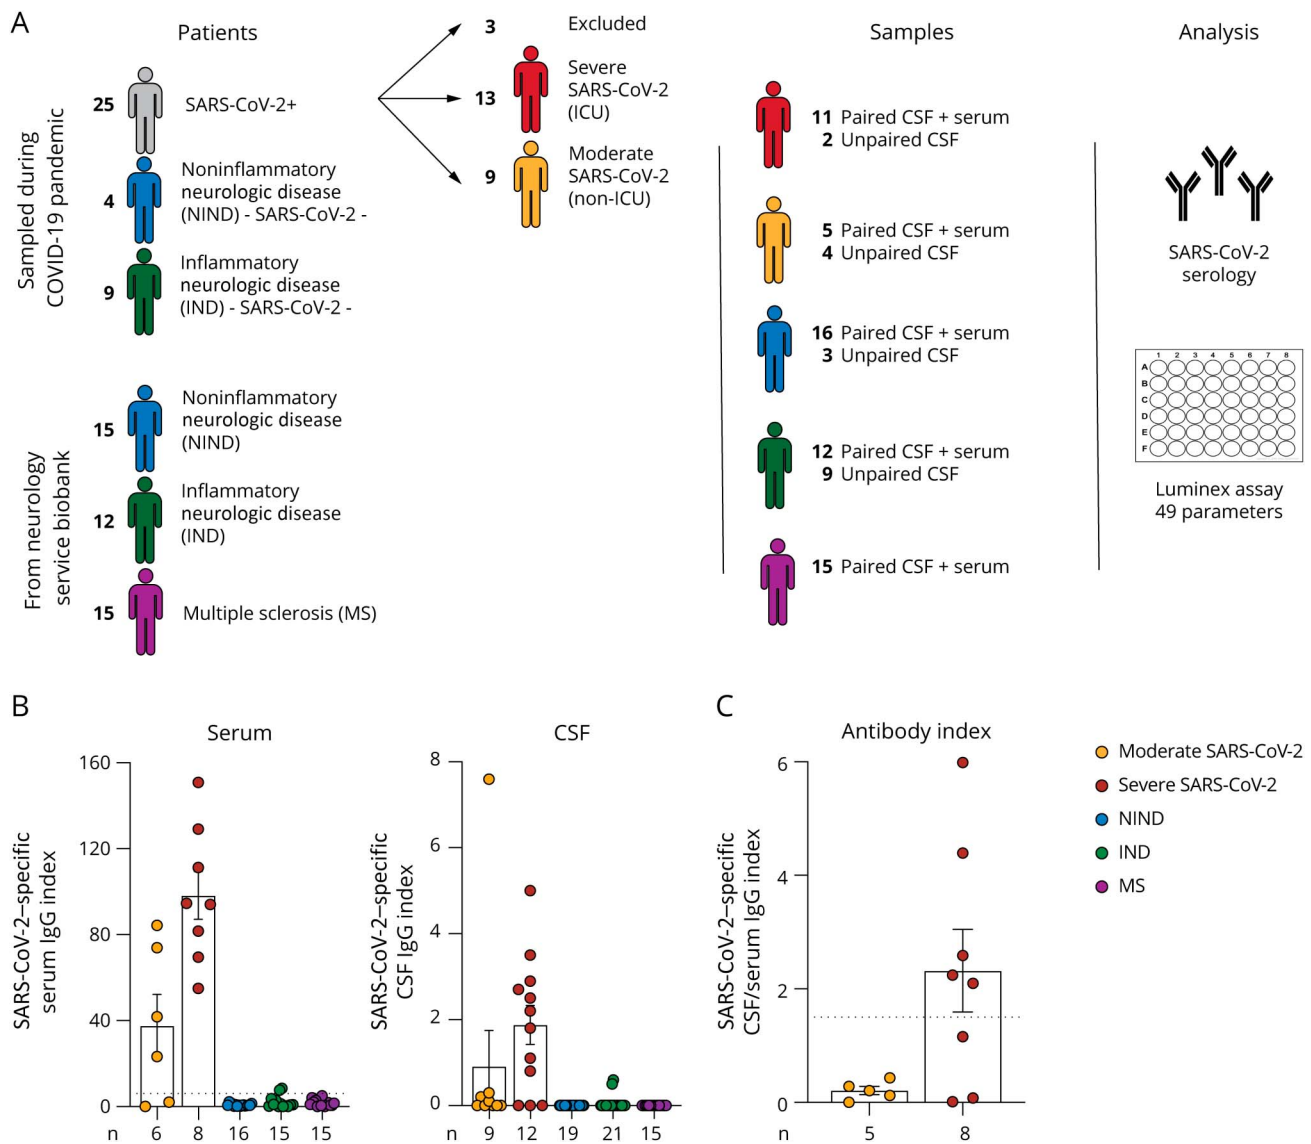 A
Patients
Samples
Analysis
Sampled during
COVID-19 pandemic
25 SARS-CoV-2+
4 Noninflammatory
neurologic disease
(NIND) - SARS-CoV-2 -
9 Inflammatory
neurologic disease
(IND) - SARS-CoV-2 -
3 Excluded
13 Severe
SARS-CoV-2
(ICU)
9 Moderate
SARS-CoV-2
(non-ICU)
From neurology
service biobank
15 Noninflammatory
neurologic disease
(NIND)
12 Inflammatory
neurologic disease
(IND)
15 Multiple sclerosis (MS)
11 Paired CSF + serum
2 Unpaired CSF
5 Paired CSF + serum
4 Unpaired CSF
16 Paired CSF + serum
3 Unpaired CSF
12 Paired CSF + serum
9 Unpaired CSF
15 Paired CSF + serum
SARS-CoV-2
serology
1 2 3 4 5 6 7 8
A
B
C
D
E
F
Luminex assay
49 parameters
B
Serum
SARS-CoV-2–specific
serum IgG index
160
120
80
40
0
n 6 8 16 15 15
CSF
SARS-CoV-2–specific
CSF IgG index
8
6
4
2
0
n 9 12 19 21 15
C
Antibody index
SARS-CoV-2–specific
CSF/serum IgG index
6
4
2
0
n 5 8
Moderate SARS-CoV-2
Severe SARS-CoV-2
NIND
IND
MS